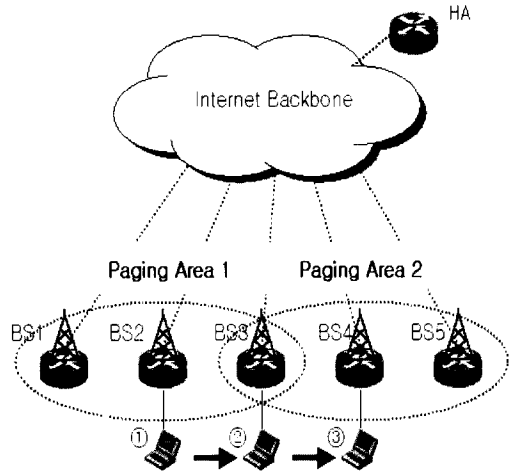 HA
Internet Backbone
Paging Area 1 Paging Area 2
BS1 BS2 BS3 BS4 BS5
① ② ③